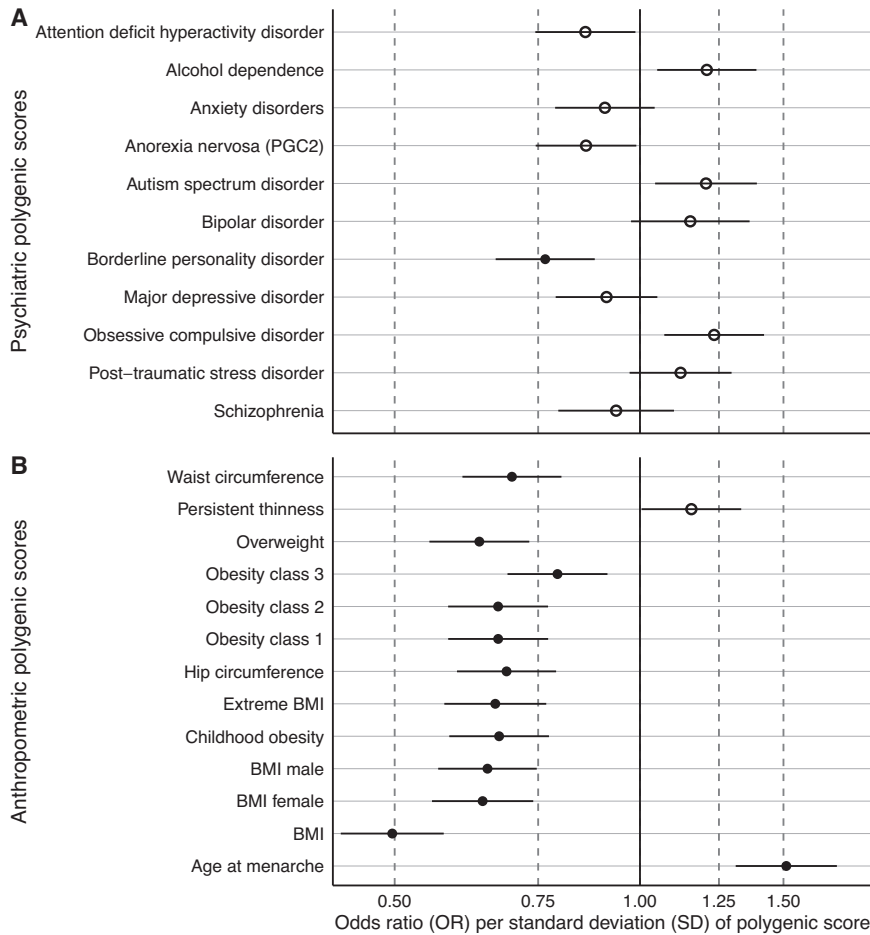 A
Psychiatric polygenic scores
Attention deficit hyperactivity disorder
Alcohol dependence
Anxiety disorders
Anorexia nervosa (PGC2)
Autism spectrum disorder
Bipolar disorder
Borderline personality disorder
Major depressive disorder
Obsessive compulsive disorder
Post−traumatic stress disorder
Schizophrenia
B
Anthropometric polygenic scores
Waist circumference
Persistent thinness
Overweight
Obesity class 3
Obesity class 2
Obesity class 1
Hip circumference
Extreme BMI
Childhood obesity
BMI male
BMI female
BMI
Age at menarche
0.50 0.75 1.00 1.25 1.50
Odds ratio (OR) per standard deviation (SD) of polygenic score